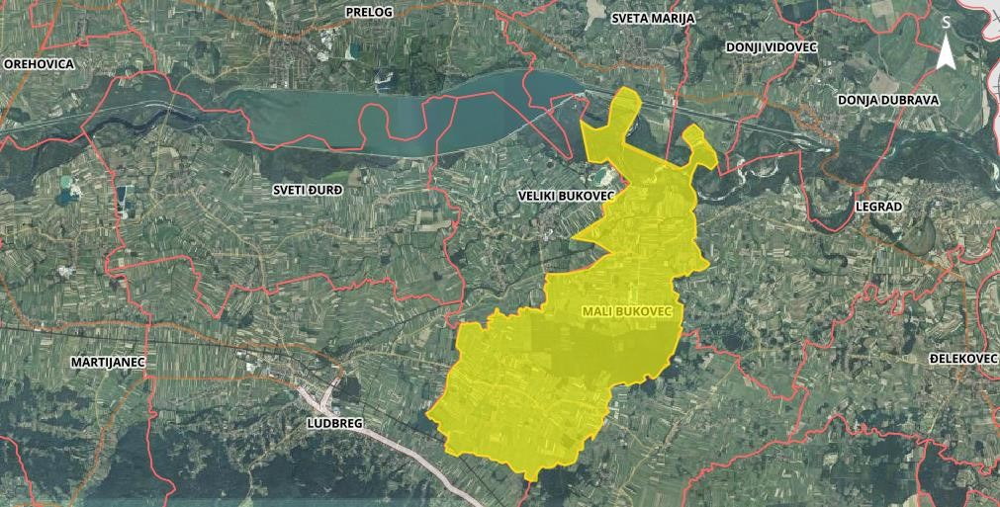 PRELOG
SVETA MARIJA
S
DONJI VIDOVEC
OREHOVICA
DONJA DUBRAVA
SVETI ĐURĐ
VELIKI BUKOVEC
LEGRAD
MALI BUKOVEC
MARTIJANEC
ĐELEKOVEC
LUDBREG